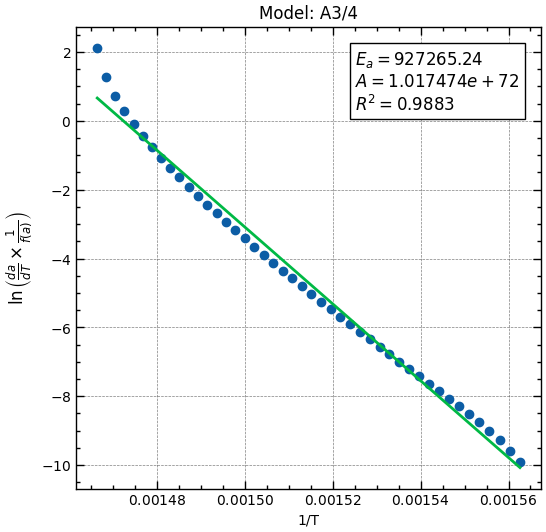 Model: A3/4
E_a = 927265.24
A = 1.017474e + 72
R^2 = 0.9883
ln(da/dT × 1/f(a))
2
0
−2
−4
−6
−8
−10
0.00148 0.00150 0.00152 0.00154 0.00156
1/T